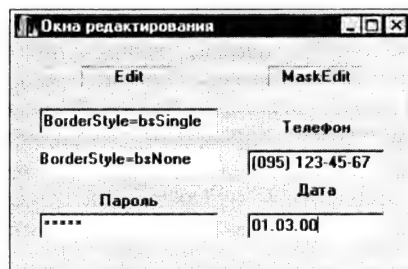 Окна редактирования
Edit
MaskEdit
BorderStyle=bsSingle
Телефон
BorderStyle=bsNone
(095) 123-45-67
Пароль
Дата
*****
01.03.00